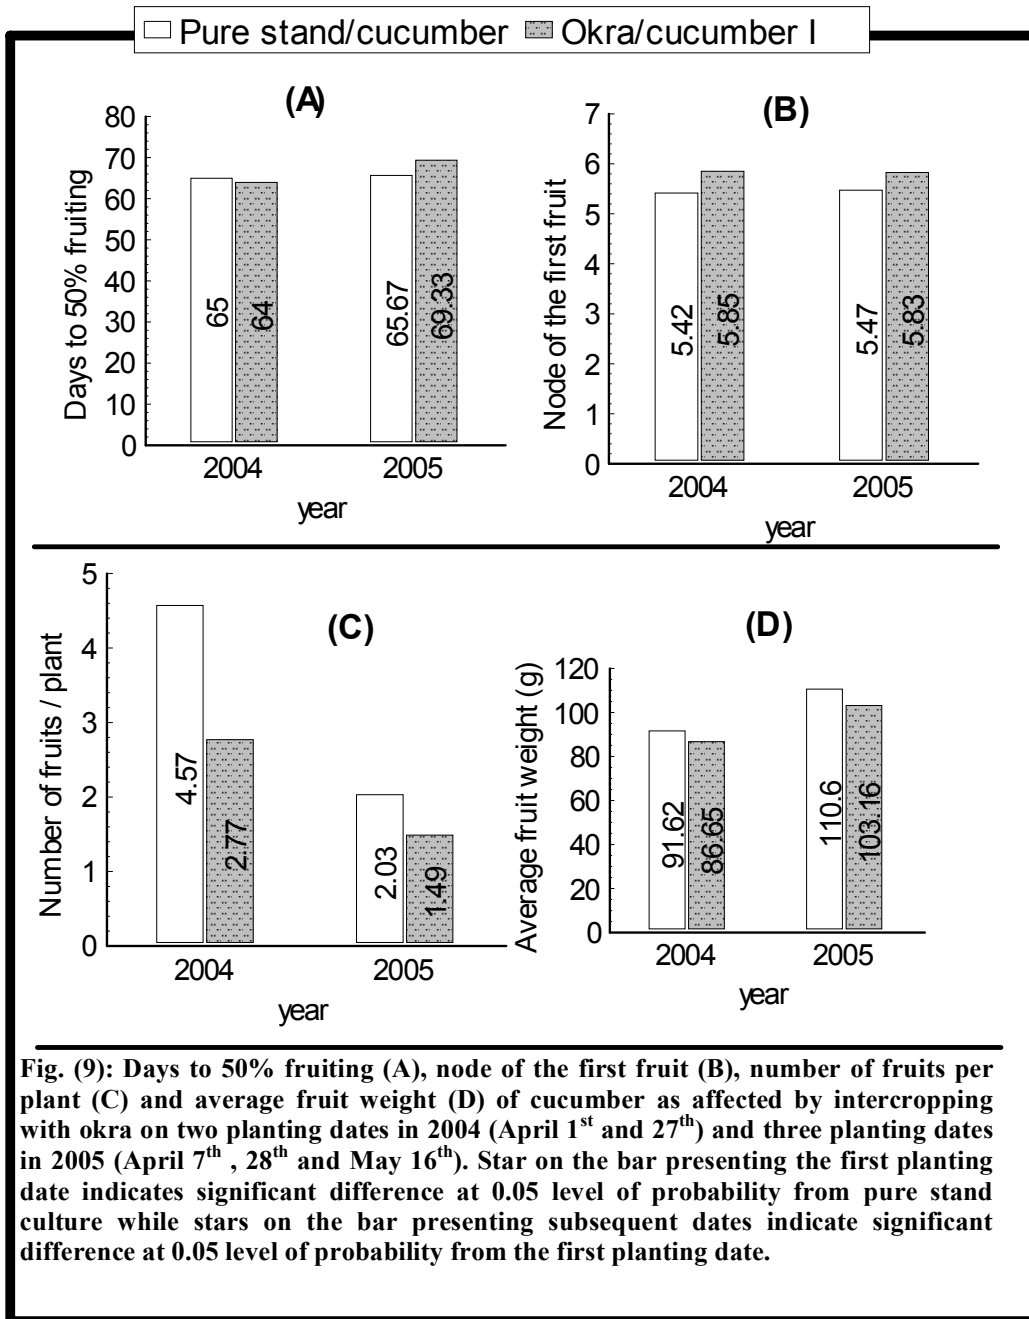 Pure stand/cucumber Okra/cucumber I
(A)
80
70
60
50
40
30
20
10
0
Days to 50% fruiting
65
64
65.67
69.33
2004 2005
year
(B)
7
6
5
4
3
2
1
0
Node of the first fruit
5.42
5.85
5.47
5.83
2004 2005
year
(C)
5
4
3
2
1
0
Number of fruits / plant
4.57
2.77
2.03
1.49
2004 2005
year
(D)
120
100
80
60
40
20
0
Average fruit weight (g)
91.62
86.65
110.6
103.16
2004 2005
year
Fig. (9): Days to 50% fruiting (A), node of the first fruit (B), number of fruits per
plant (C) and average fruit weight (D) of cucumber as affected by intercropping
with okra on two planting dates in 2004 (April 1st and 27th) and three planting dates
in 2005 (April 7th , 28th and May 16th). Star on the bar presenting the first planting
date indicates significant difference at 0.05 level of probability from pure stand
culture while stars on the bar presenting subsequent dates indicate significant
difference at 0.05 level of probability from the first planting date.